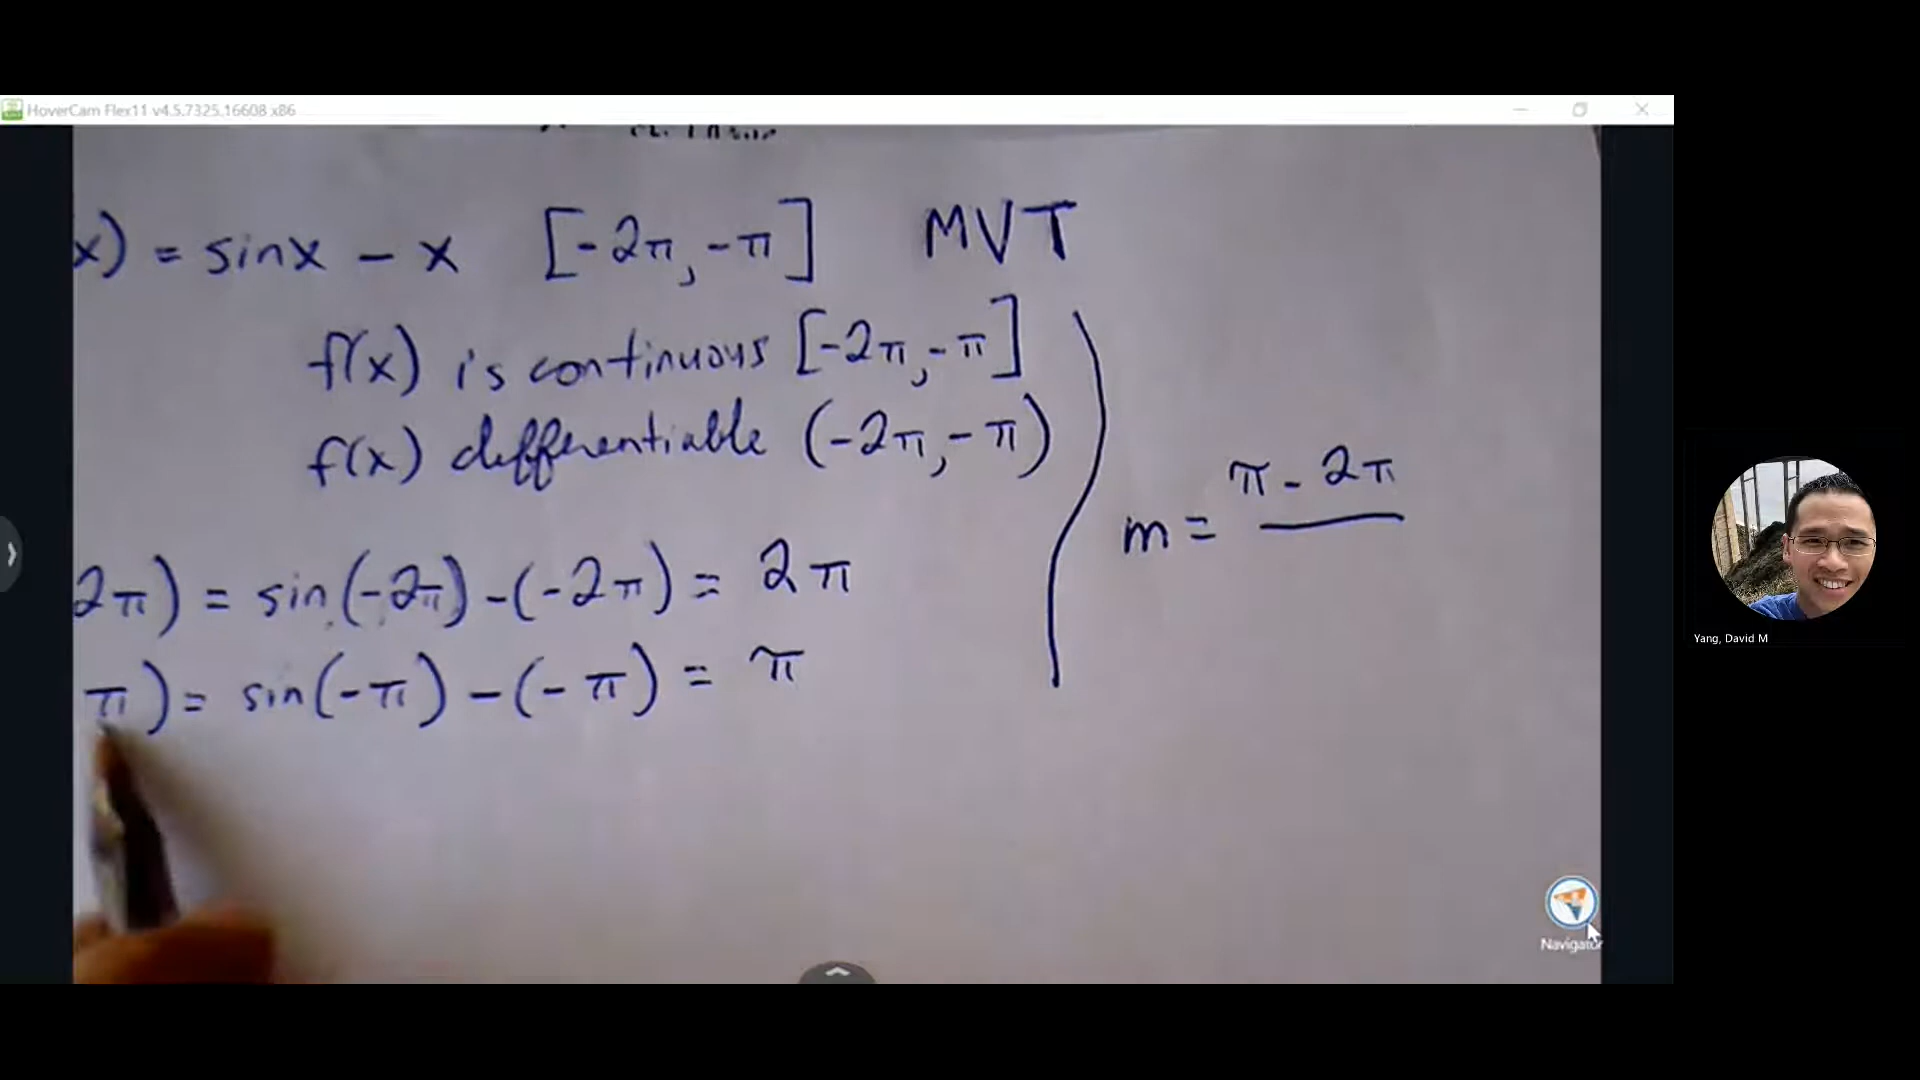 HoverCam Flex11 v4.5.7325.16608 x86
x) = sinx - x [-2π, -π] MVT
f(x) is continuous [-2π, -π]
f(x) differentiable (-2π, -π)
m = π - 2π
2π) = sin(-2π) - (-2π) = 2π
π) = sin(-π) - (-π) = π
Yang, David M
Navigator